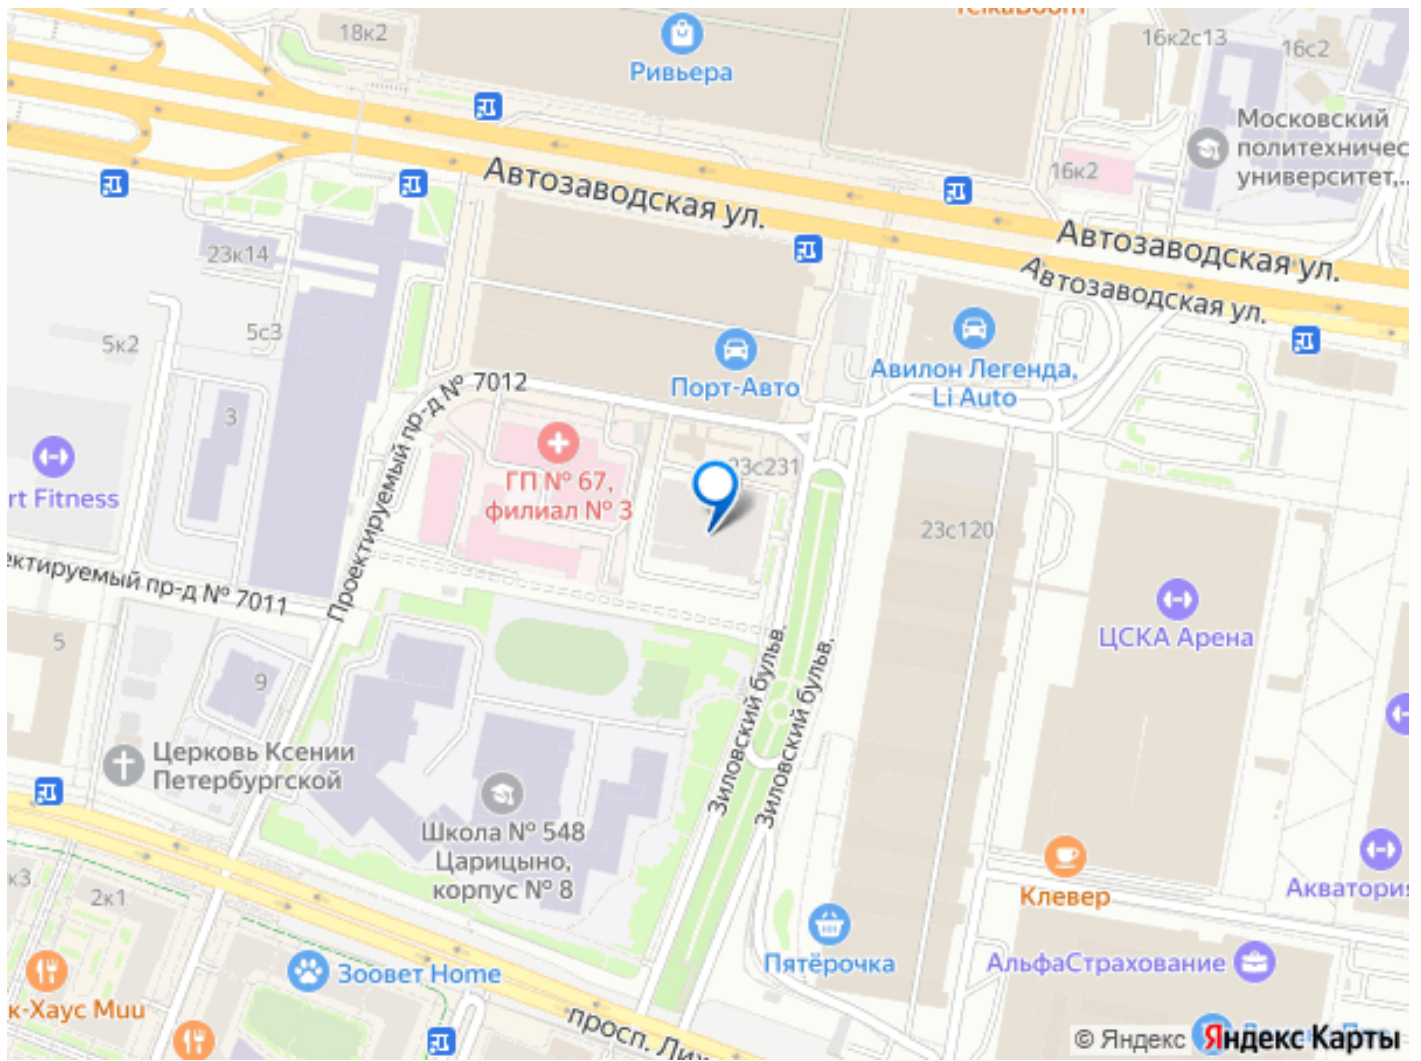 18к2
Ривьера
16к2с13
16с2
Московский
политехничес
университет,...
16к2
Автозаводская ул.
Автозаводская ул.
Автозаводская ул.
23к14
5с3
5к2
Порт-Авто
Авилон Легенда,
Li Auto
Проектируемый пр-д № 7012
3
rt Fitness
ГП № 67,
филиал № 3
23с231
23с120
ектируемый пр-д № 7011
ЦСКА Арена
5
9
Зиловский бульв.
Зиловский бульв.
Церковь Ксении
Петербургской
Школа № 548
Царицыно,
корпус № 8
к3
2к1
Клевер
Акватория
Пятёрочка
АльфаСтрахование
Зоовет Home
к-Хаус Muu
просп. Лих
© Яндекс
Яндекс Карты